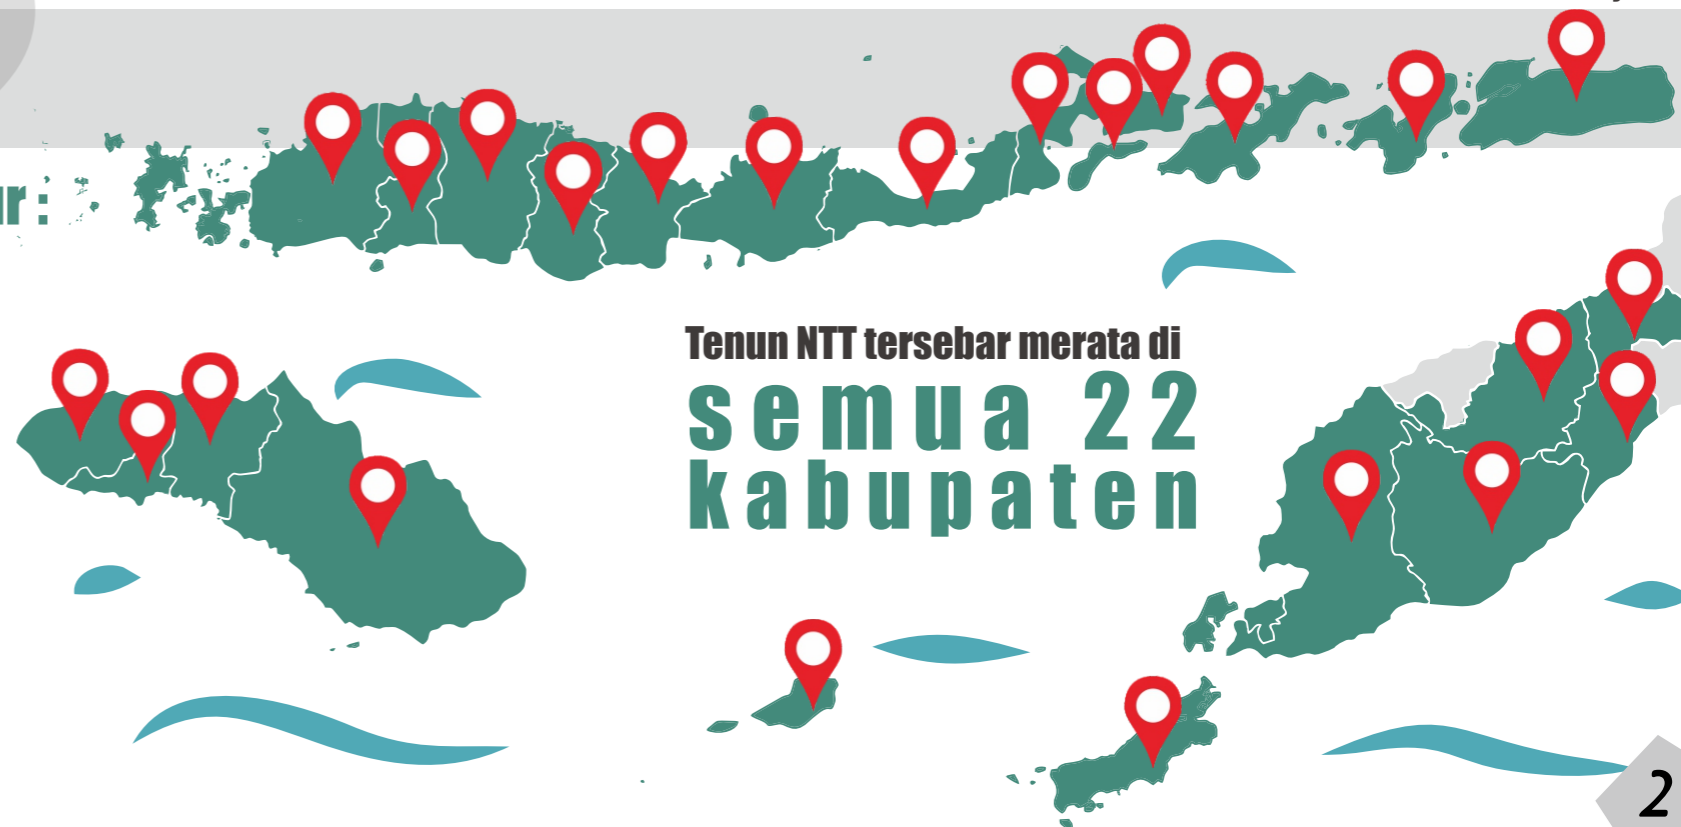 r:
Tenun NTT tersebar merata di
semua 22
kabupaten
2